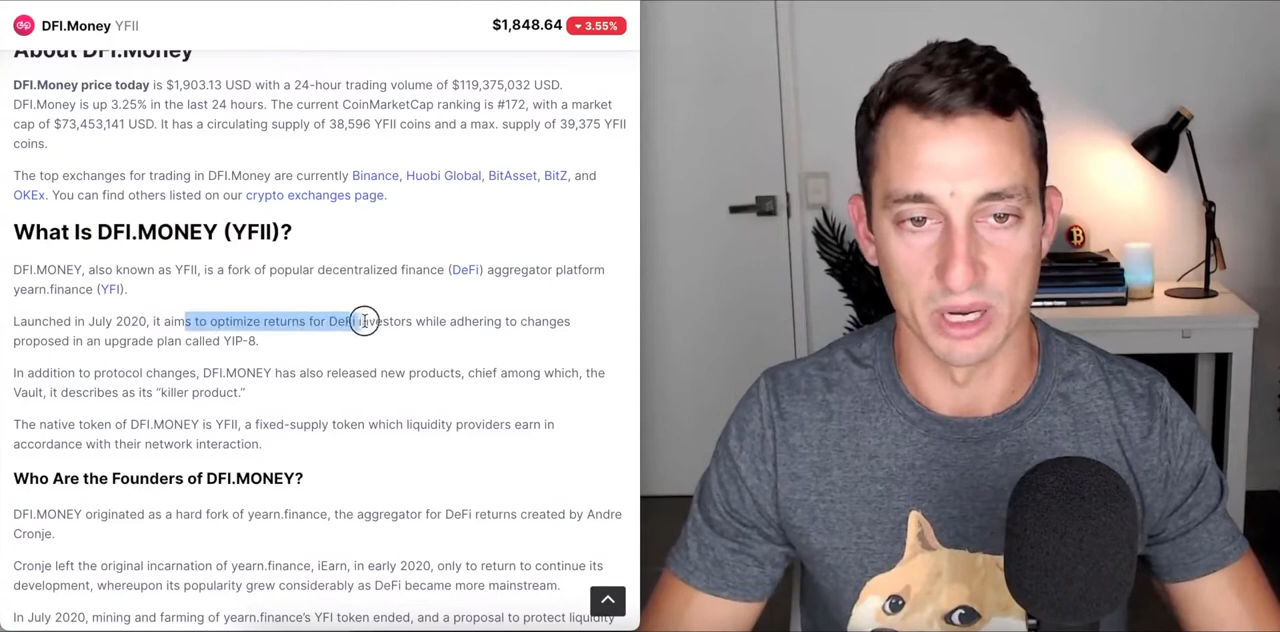 DFI.Money YFII
$1,848.64 3.55%
About DFI.Money
DFI.Money price today is $1,903.13 USD with a 24-hour trading volume of $119,375,032 USD.
DFI.Money is up 3.25% in the last 24 hours. The current CoinMarketCap ranking is #172, with a market
cap of $73,453,141 USD. It has a circulating supply of 38,596 YFII coins and a max. supply of 39,375 YFII
coins.
The top exchanges for trading in DFI.Money are currently Binance, Huobi Global, BitAsset, BitZ, and
OKEx. You can find others listed on our crypto exchanges page.
What Is DFI.MONEY (YFII)?
DFI.MONEY, also known as YFII, is a fork of popular decentralized finance (DeFi) aggregator platform
yearn.finance (YFI).
Launched in July 2020, it aims to optimize returns for DeFi investors while adhering to changes
proposed in an upgrade plan called YIP-8.
In addition to protocol changes, DFI.MONEY has also released new products, chief among which, the
Vault, it describes as its “killer product.”
The native token of DFI.MONEY is YFII, a fixed-supply token which liquidity providers earn in
accordance with their network interaction.
Who Are the Founders of DFI.MONEY?
DFI.MONEY originated as a hard fork of yearn.finance, the aggregator for DeFi returns created by Andre
Cronje.
Cronje left the original incarnation of yearn.finance, iEarn, in early 2020, only to return to continue its
development, whereupon its popularity grew considerably as DeFi became more mainstream.
In July 2020, mining and farming of yearn.finance’s YFI token ended, and a proposal to protect liquidity